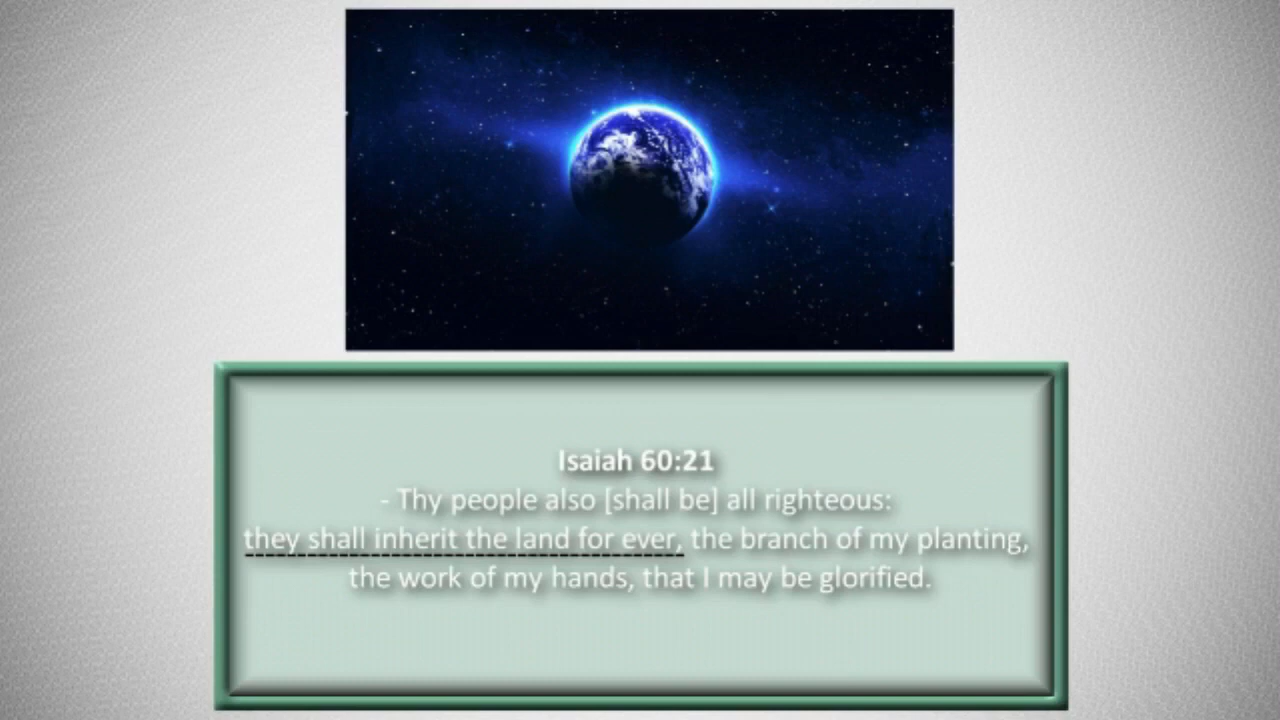 Isaiah 60:21
- Thy people also [shall be] all righteous:
they shall inherit the land for ever, the branch of my planting,
the work of my hands, that I may be glorified.